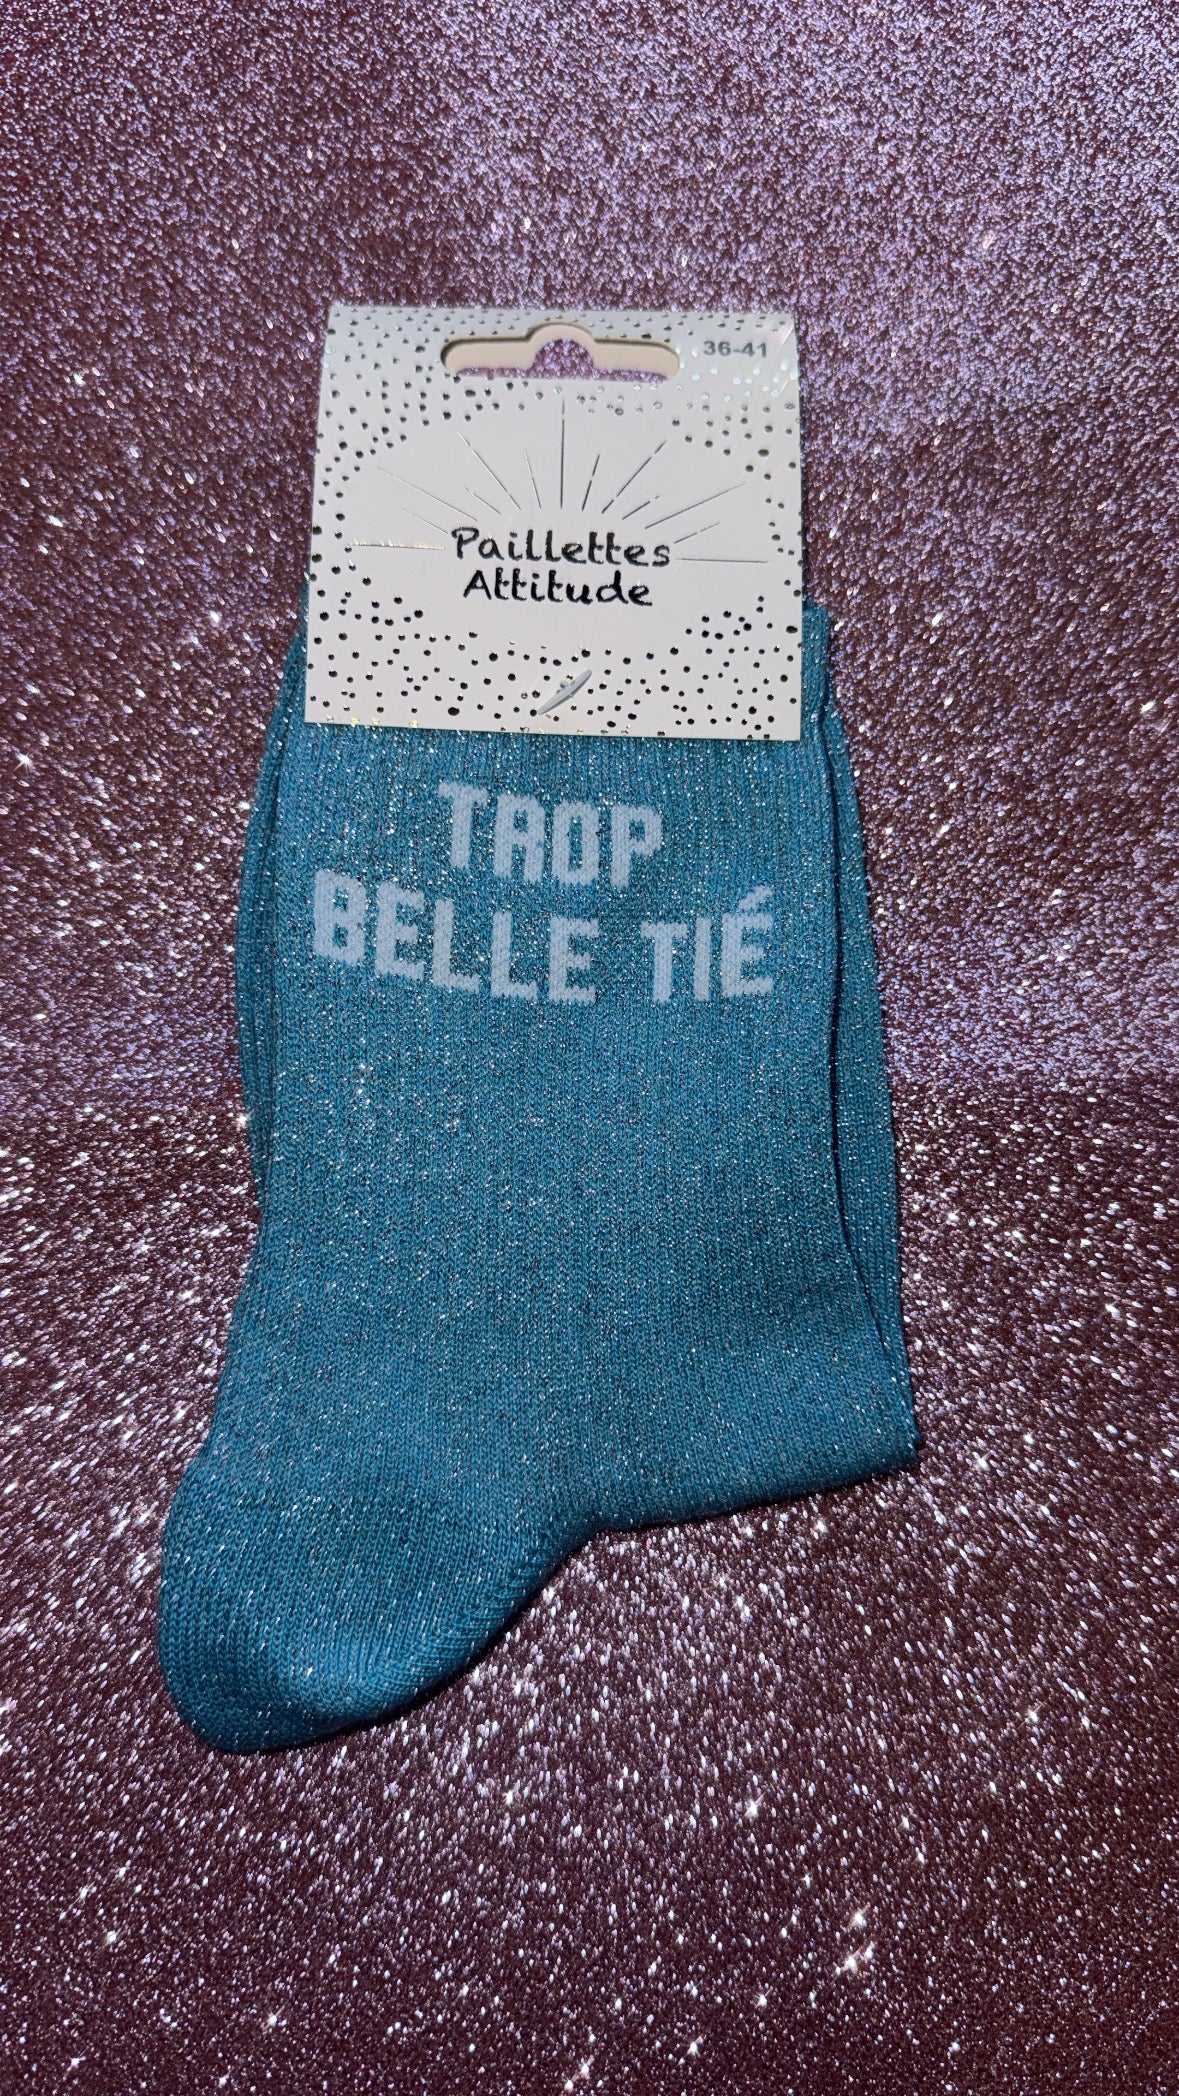 36-41
Paillettes
Attitude
TROP
BELLE TIÉ